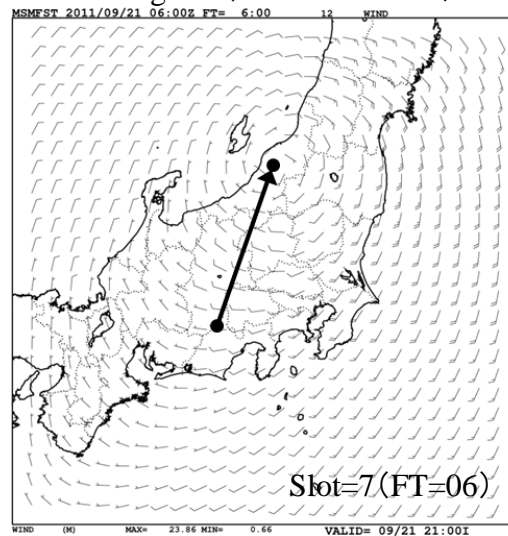 MSMFST 2011/09/21 06:00Z FT= 6:00 12 WIND
Slot=7(FT=06)
WIND (M) MAX= 23.86 MIN= 0.66 VALID= 09/21 21:00I